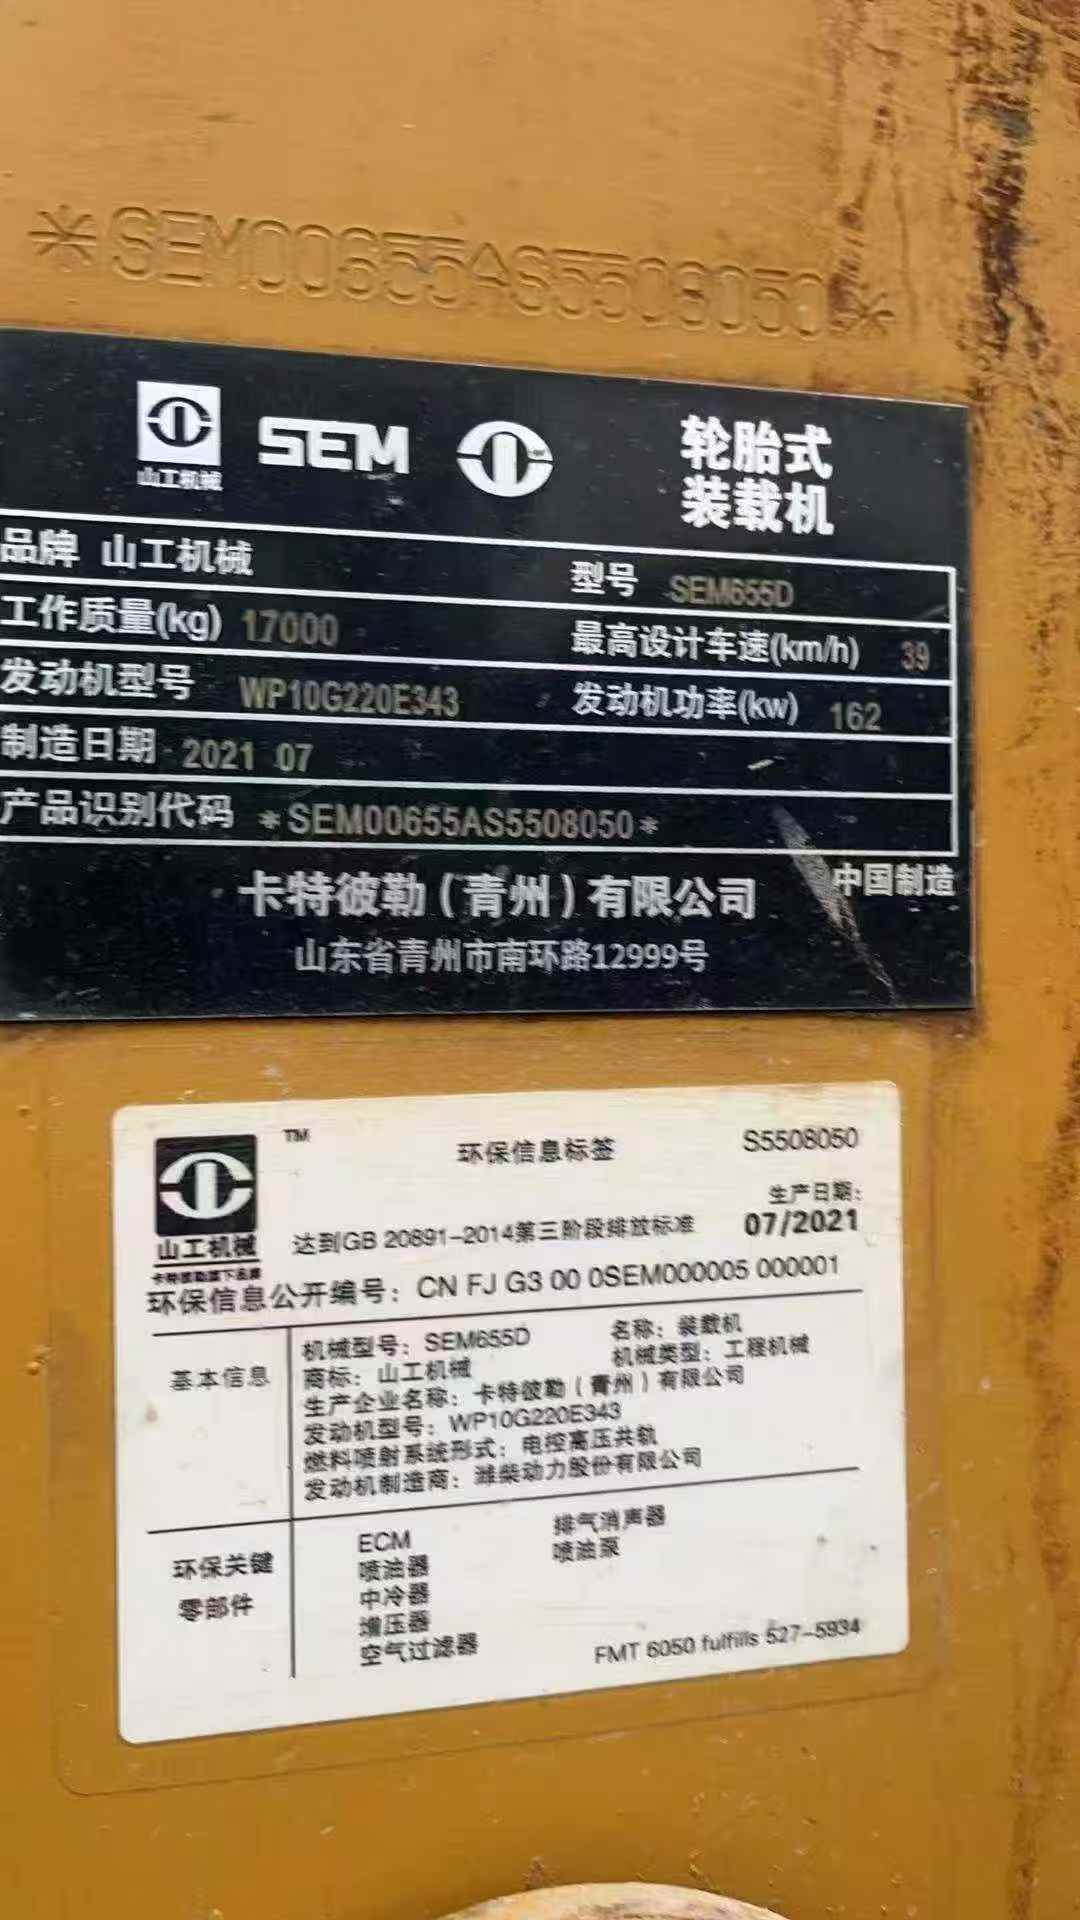 *SEM00655AS5508050*
山工机械
SEM
轮胎式
装载机
品牌 山工机械
型号 SEM655D
工作质量(kg) 17000
最高设计车速(km/h) 39
发动机型号 WP10G220E343
发动机功率(kw) 162
制造日期 2021 07
产品识别代码 *SEM00655AS5508050*
中国制造
卡特彼勒（青州）有限公司
山东省青州市南环路12999号
TM
山工机械
卡特彼勒旗下品牌
环保信息标签
S5508050
生产日期：
07/2021
达到GB 20891-2014第三阶段排放标准
环保信息公开编号：CN FJ G3 00 0SEM000005 000001
基本信息
机械型号：SEM655D
名称：装载机
商标：山工机械
机械类型：工程机械
生产企业名称：卡特彼勒（青州）有限公司
发动机型号：WP10G220E343
燃料喷射系统形式：电控高压共轨
发动机制造商：潍柴动力股份有限公司
环保关键
零部件
ECM
排气消声器
喷油器
喷油泵
中冷器
增压器
空气过滤器
FMT 6050 fulfills 527-5934